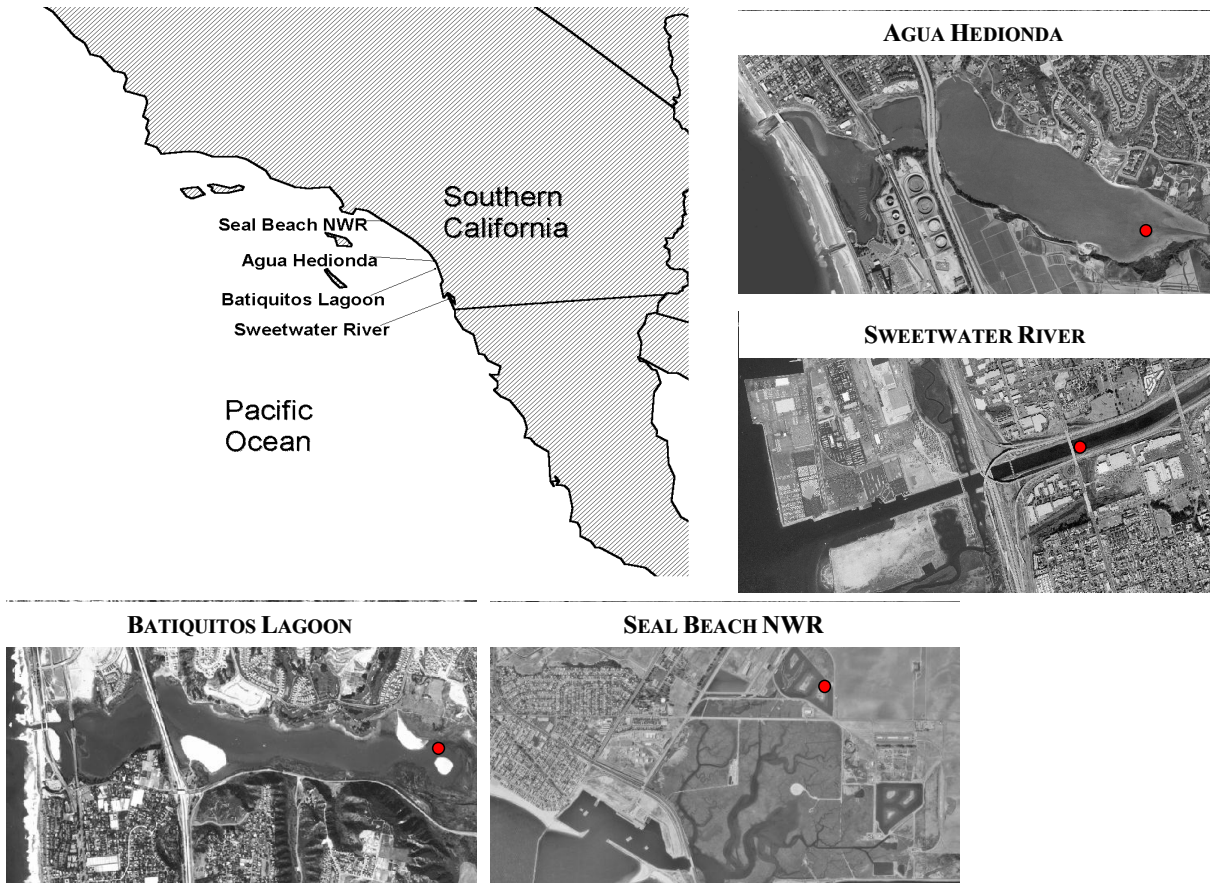 AGUA HEDIONDA
Southern
California
Seal Beach NWR
Agua Hedionda
Batiquitos Lagoon
Sweetwater River
Pacific
Ocean
SWEETWATER RIVER
BATIQUITOS LAGOON
SEAL BEACH NWR